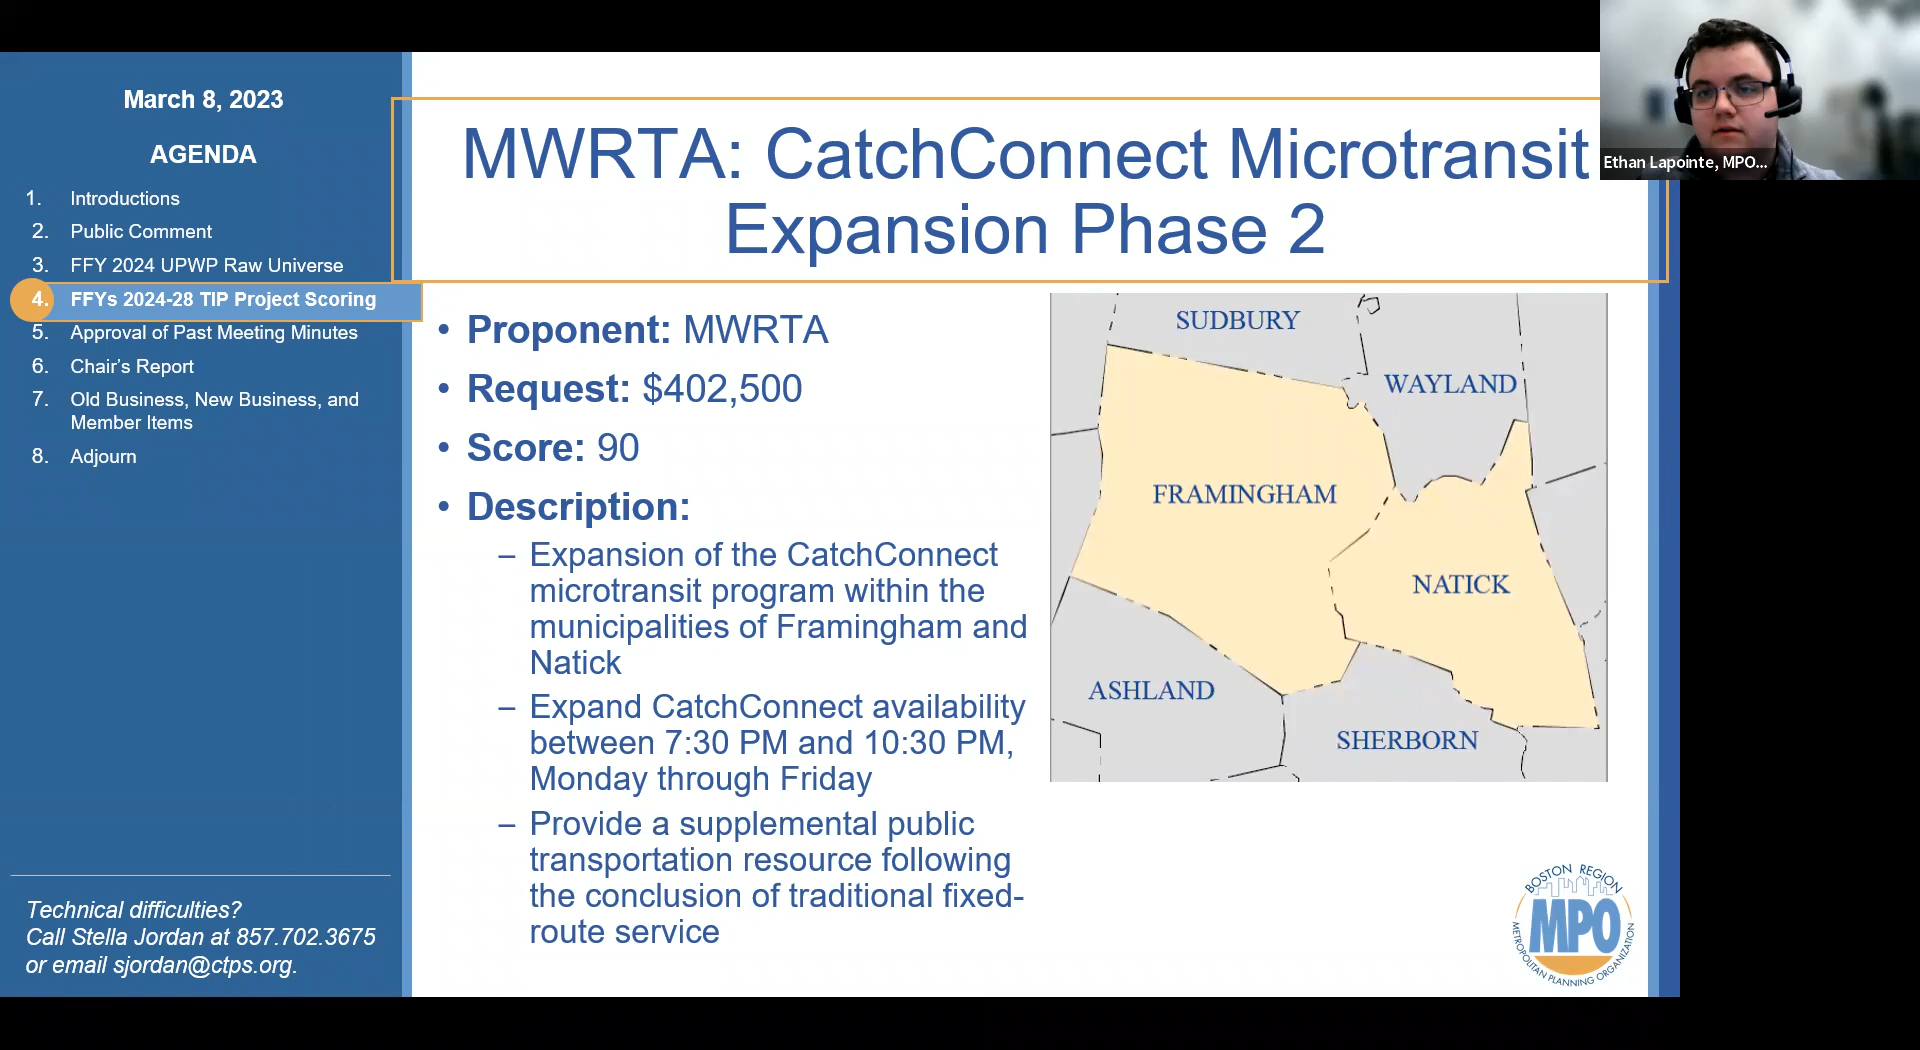 March 8, 2023
AGENDA
1. Introductions
2. Public Comment
3. FFY 2024 UPWP Raw Universe
4. FFYs 2024-28 TIP Project Scoring
5. Approval of Past Meeting Minutes
6. Chair's Report
7. Old Business, New Business, and
Member Items
8. Adjourn
Technical difficulties?
Call Stella Jordan at 857.702.3675
or email sjordan@ctps.org.
MWRTA: CatchConnect Microtransit
Expansion Phase 2
• Proponent: MWRTA
• Request: $402,500
• Score: 90
• Description:
– Expansion of the CatchConnect
microtransit program within the
municipalities of Framingham and
Natick
– Expand CatchConnect availability
between 7:30 PM and 10:30 PM,
Monday through Friday
– Provide a supplemental public
transportation resource following
the conclusion of traditional fixed-
route service
SUDBURY
WAYLAND
FRAMINGHAM
NATICK
ASHLAND
SHERBORN
BOSTON REGION
MPO
METROPOLITAN PLANNING ORGANIZATION
Ethan Lapointe, MPO...